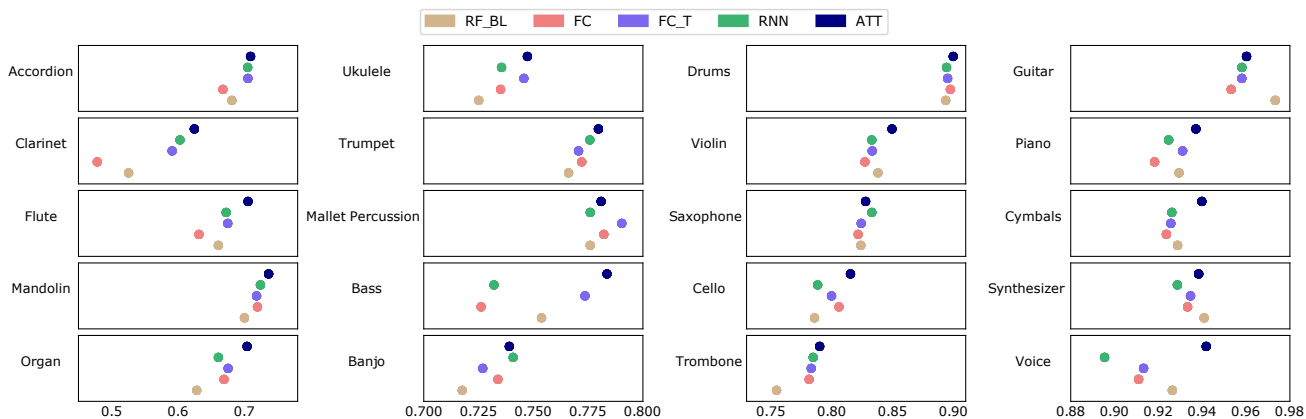 RF_BL FC FC_T RNN ATT
Accordion Ukulele Drums Guitar
Clarinet Trumpet Violin Piano
Flute Mallet Percussion Saxophone Cymbals
Mandolin Bass Cello Synthesizer
Organ Banjo Trombone Voice
0.5 0.6 0.7 0.700 0.725 0.750 0.775 0.800 0.75 0.80 0.85 0.90 0.88 0.90 0.92 0.94 0.96 0.98